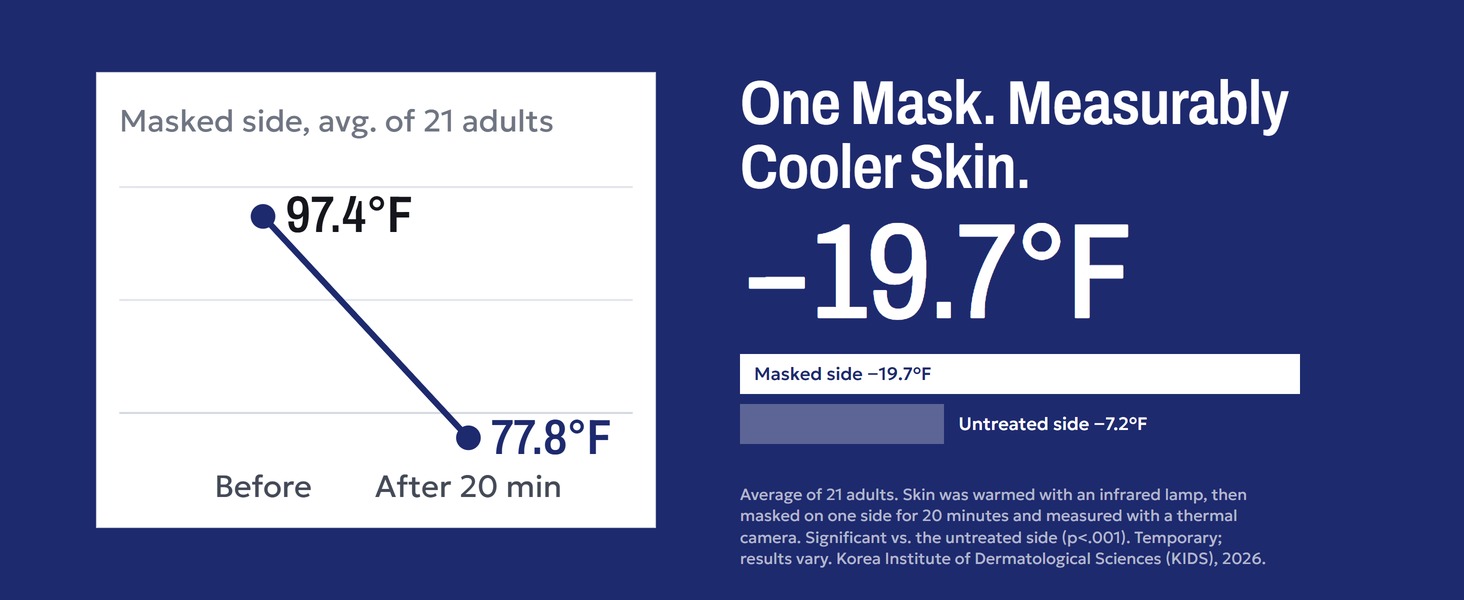 Masked side, avg. of 21 adults
97.4°F
77.8°F
Before
After 20 min
One Mask. Measurably
Cooler Skin.
–19.7°F
Masked side –19.7°F
Untreated side –7.2°F
Average of 21 adults. Skin was warmed with an infrared lamp, then
masked on one side for 20 minutes and measured with a thermal
camera. Significant vs. the untreated side (p<.001). Temporary;
results vary. Korea Institute of Dermatological Sciences (KIDS), 2026.